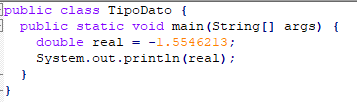 public class TipoDato {
public static void main(String[] args) {
double real = -1.5546213;
System.out.println(real);
}
}